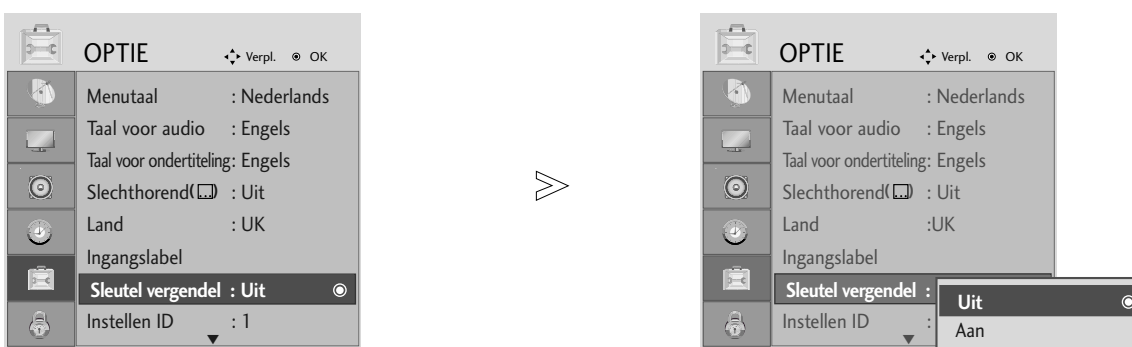 OPTIE Verpl. OK
Menutaal : Nederlands
Taal voor audio : Engels
Taal voor ondertiteling: Engels
Slechthorend( ) : Uit
Land : UK
Ingangslabel
Sleutel vergendel : Uit
Instellen ID : 1
OPTIE Verpl. OK
Menutaal : Nederlands
Taal voor audio : Engels
Taal voor ondertiteling: Engels
Slechthorend( ) : Uit
Land :UK
Ingangslabel
Sleutel vergendel :
Instellen ID :
Uit
Aan